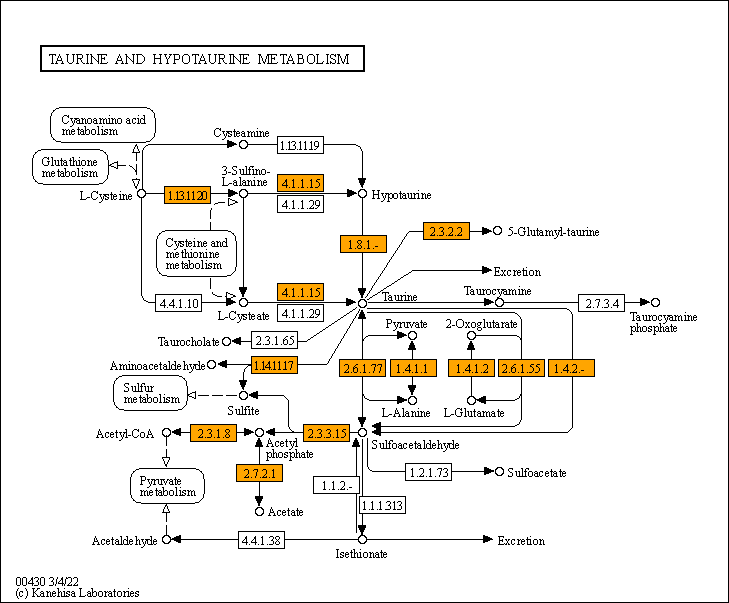 TAURINE AND HYPOTAURINE METABOLISM
Cyanoamino acid
metabolism
Glutathione
metabolism
Cysteamine
1.13.11.19
3-Sulfino-
L-alanine
L-Cysteine
1.13.11.20
4.1.1.15
4.1.1.29
Hypotaurine
1.8.1.-
2.3.2.2
5-Glutamyl-taurine
Cysteine and
methionine
metabolism
Excretion
4.4.1.10
L-Cysteate
4.1.1.15
4.1.1.29
Taurine
Taurocyamine
2.7.3.4
Taurocyamine
phosphate
Taurocholate
2.3.1.65
Pyruvate
2-Oxoglutarate
Aminoacetaldehyde
1.14.11.17
2.6.1.77
1.4.1.1
1.4.1.2
2.6.1.55
1.4.2.-
Sulfur
metabolism
Sulfite
L-Alanine
L-Glutamate
Acetyl-CoA
2.3.1.8
Acetyl
phosphate
2.3.3.15
Sulfoacetaldehyde
2.7.2.1
1.2.1.73
Sulfoacetate
Pyruvate
metabolism
1.1.2.-
1.1.1.313
Acetate
Acetaldehyde
4.4.1.38
Isethionate
Excretion
00430 3/4/22
(c) Kanehisa Laboratories